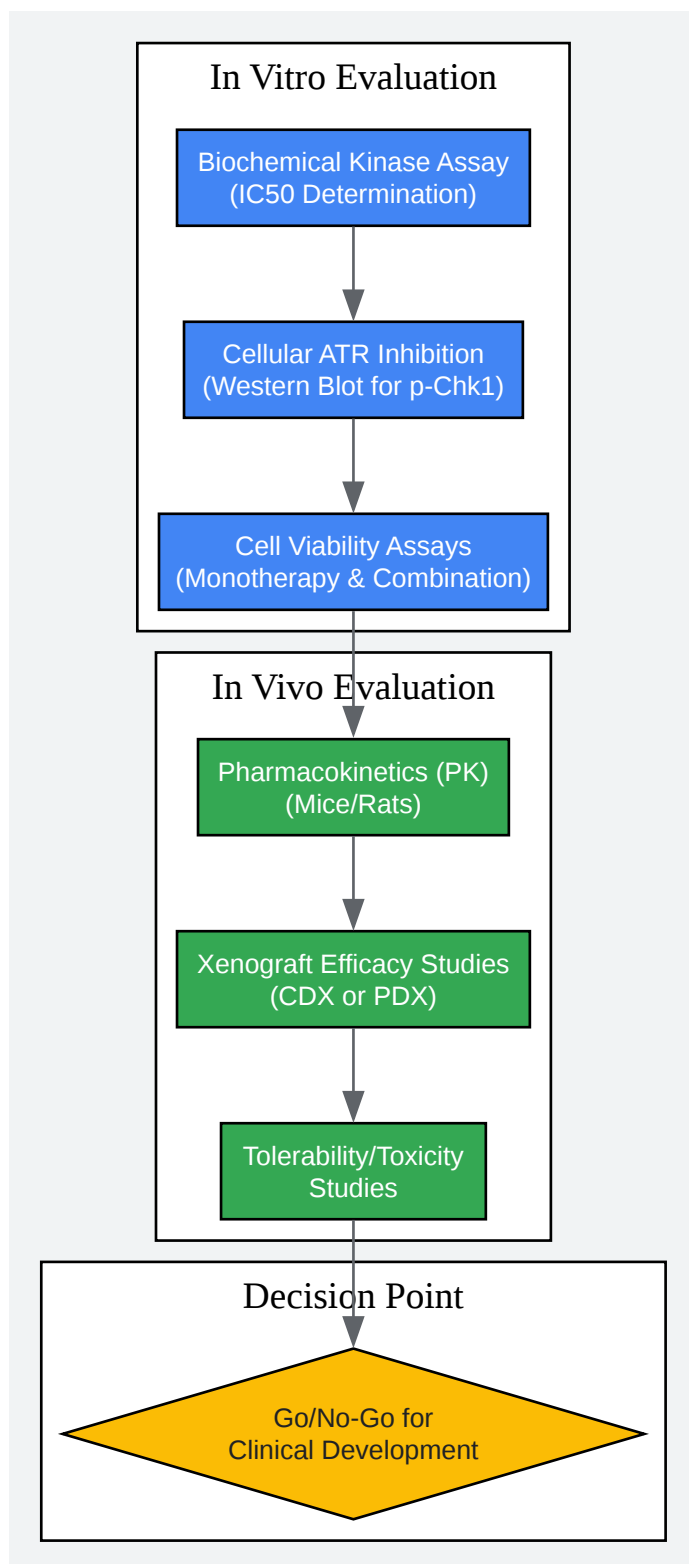 In Vitro Evaluation
Biochemical Kinase Assay
(IC50 Determination)
Cellular ATR Inhibition
(Western Blot for p-Chk1)
Cell Viability Assays
(Monotherapy & Combination)
In Vivo Evaluation
Pharmacokinetics (PK)
(Mice/Rats)
Xenograft Efficacy Studies
(CDX or PDX)
Tolerability/Toxicity
Studies
Decision Point
Go/No-Go for
Clinical Development